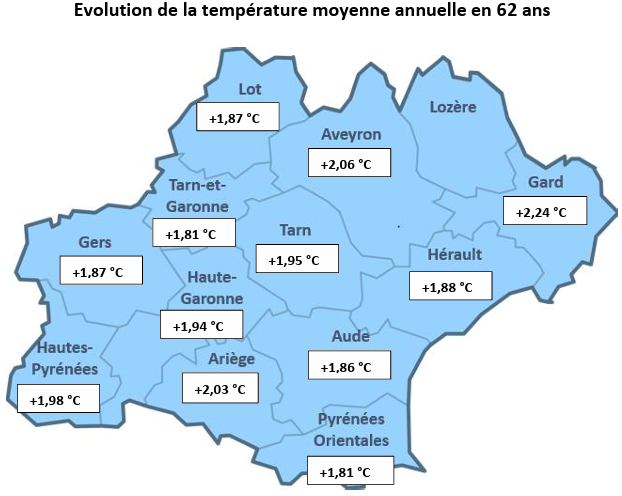 Evolution de la température moyenne annuelle en 62 ans
Lot
+1,87 °C
Lozère
Aveyron
+2,06 °C
Gard
+2,24 °C
Tarn-et-
Garonne
+1,81 °C
Tarn
+1,95 °C
Gers
+1,87 °C
Hérault
+1,88 °C
Haute-
Garonne
+1,94 °C
Aude
+1,86 °C
Hautes-
Pyrénées
+1,98 °C
Ariège
+2,03 °C
Pyrénées
Orientales
+1,81 °C